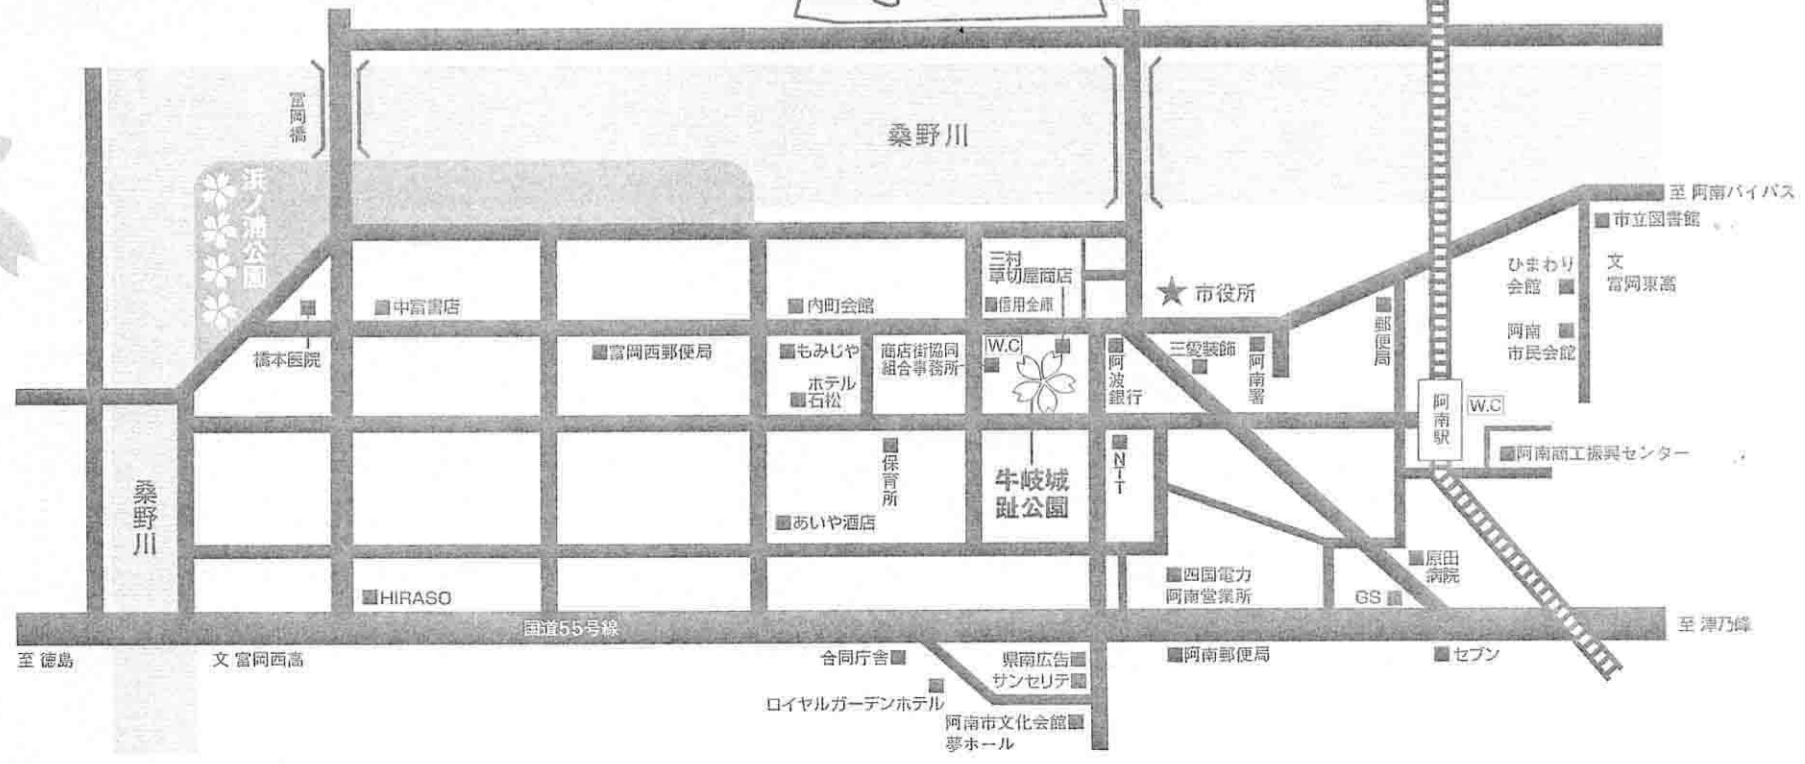 富岡橋
桑野川
浜ノ浦公園
至 阿南バイパス
市立図書館
三村
草切屋商店
ひまわり
会館
文
富岡東高
市役所
中富書店
内町会館
信用金庫
郵便局
阿南
市民会館
橋本医院
富岡西郵便局
もみじや
商店街協同
組合事務所
W.C
阿波銀行
三愛装飾
阿南署
ホテル
石松
阿南駅
W.C
保育所
NTT
阿南商工振興センター
牛岐城
趾公園
桑野川
あいや酒店
原田
病院
四国電力
阿南営業所
GS
HIRASO
国道55号線
至 津乃峰
至 徳島
文 富岡西高
合同庁舎
県南広告
サンセリテ
阿南郵便局
セブン
ロイヤルガーデンホテル
阿南市文化会館
夢ホール